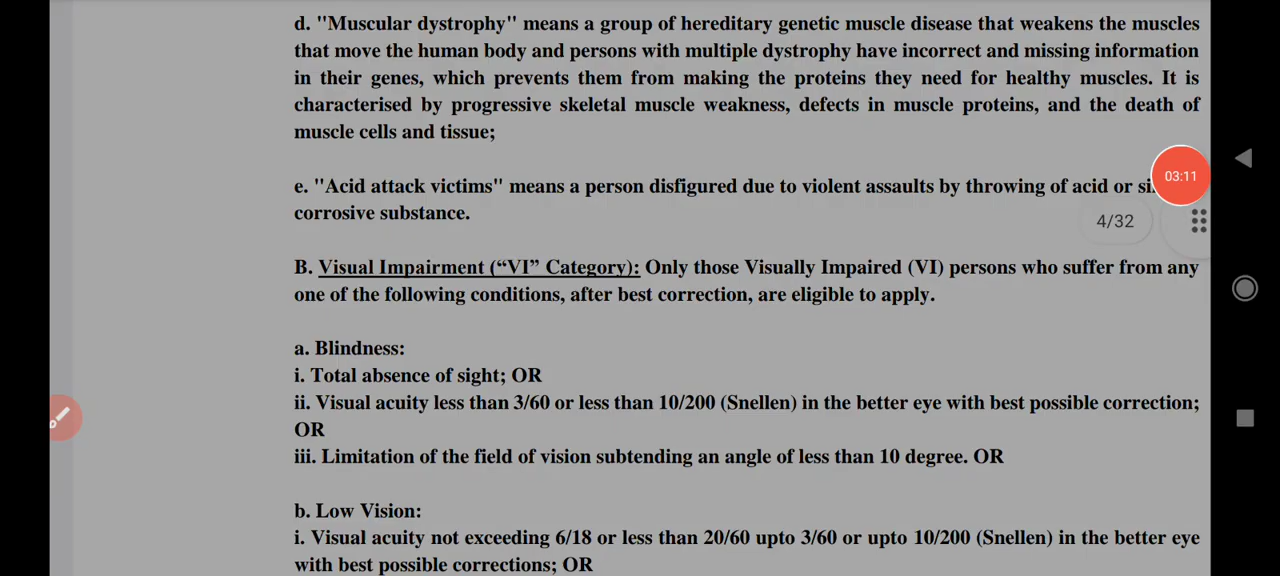 d. "Muscular dystrophy" means a group of hereditary genetic muscle disease that weakens the muscles
that move the human body and persons with multiple dystrophy have incorrect and missing information
in their genes, which prevents them from making the proteins they need for healthy muscles. It is
characterised by progressive skeletal muscle weakness, defects in muscle proteins, and the death of
muscle cells and tissue;
03:11
e. "Acid attack victims" means a person disfigured due to violent assaults by throwing of acid or
corrosive substance.
4/32
B. Visual Impairment (“VI” Category): Only those Visually Impaired (VI) persons who suffer from any
one of the following conditions, after best correction, are eligible to apply.
a. Blindness:
i. Total absence of sight; OR
ii. Visual acuity less than 3/60 or less than 10/200 (Snellen) in the better eye with best possible correction;
OR
iii. Limitation of the field of vision subtending an angle of less than 10 degree. OR
b. Low Vision:
i. Visual acuity not exceeding 6/18 or less than 20/60 upto 3/60 or upto 10/200 (Snellen) in the better eye
with best possible corrections; OR